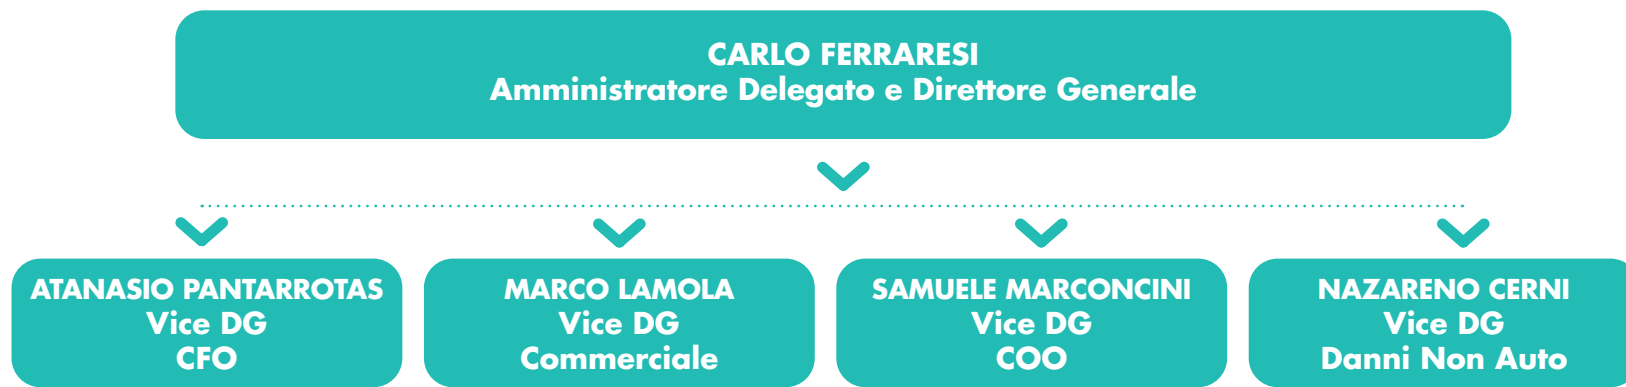 CARLO FERRARESI
Amministratore Delegato e Direttore Generale
ATANASIO PANTARROTAS
Vice DG
CFO
MARCO LAMOLA
Vice DG
Commerciale
SAMUELE MARCONCINI
Vice DG
COO
NAZARENO CERNI
Vice DG
Danni Non Auto